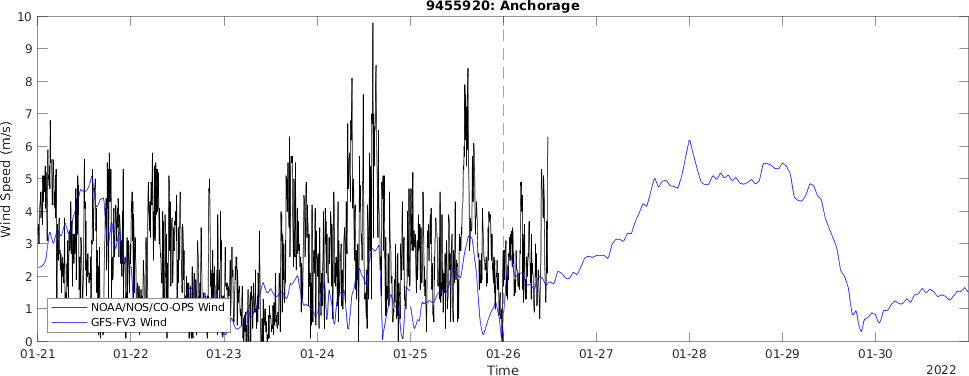 9455920: Anchorage
10
9
8
7
6
5
4
3
2
1
0
Wind Speed (m/s)
NOAA/NOS/CO-OPS Wind
GFS-FV3 Wind
01-21 01-22 01-23 01-24 01-25 01-26 01-27 01-28 01-29 01-30
Time
2022